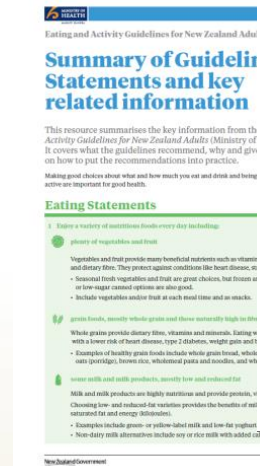 MINISTRY OF
HEALTH
MANATŪ HAUORA
Eating and Activity Guidelines for New Zealand Adul
Summary of Guidelin
Statements and key
related information
This resource summarises the key information from th
Activity Guidelines for New Zealand Adults (Ministry of
It covers what the guidelines recommend, why and give
on how to put the recommendations into practice.
Making good choices about what and how much you eat and drink and being
active are important for good health.
Eating Statements
1 Enjoy a variety of nutritious foods every day including:
plenty of vegetables and fruit
Vegetables and fruit provide many beneficial nutrients such as vitamin
and dietary fibre. They protect against conditions like heart disease, st
• Seasonal fresh vegetables and fruit are great choices, but frozen an
or low-sugar canned options are also good.
• Include vegetables and/or fruit at each meal time and as snacks.
grain foods, mostly whole grain and those naturally high in fibr
Whole grains provide dietary fibre, vitamins and minerals. Eating w
with a lower risk of heart disease, type 2 diabetes, weight gain and b
• Examples of healthy grain foods include whole grain bread, whole
oats (porridge), brown rice, wholemeal pasta and noodles, and wh
some milk and milk products, mostly low and reduced fat
Milk and milk products are highly nutritious and provide protein, v
Choosing low- and reduced-fat varieties provides the benefits of mil
saturated fat and energy (kilojoules).
• Examples include green- or yellow-label milk and low-fat yoghurt
• Non-dairy milk alternatives include soy or rice milk with added cal
New Zealand Government